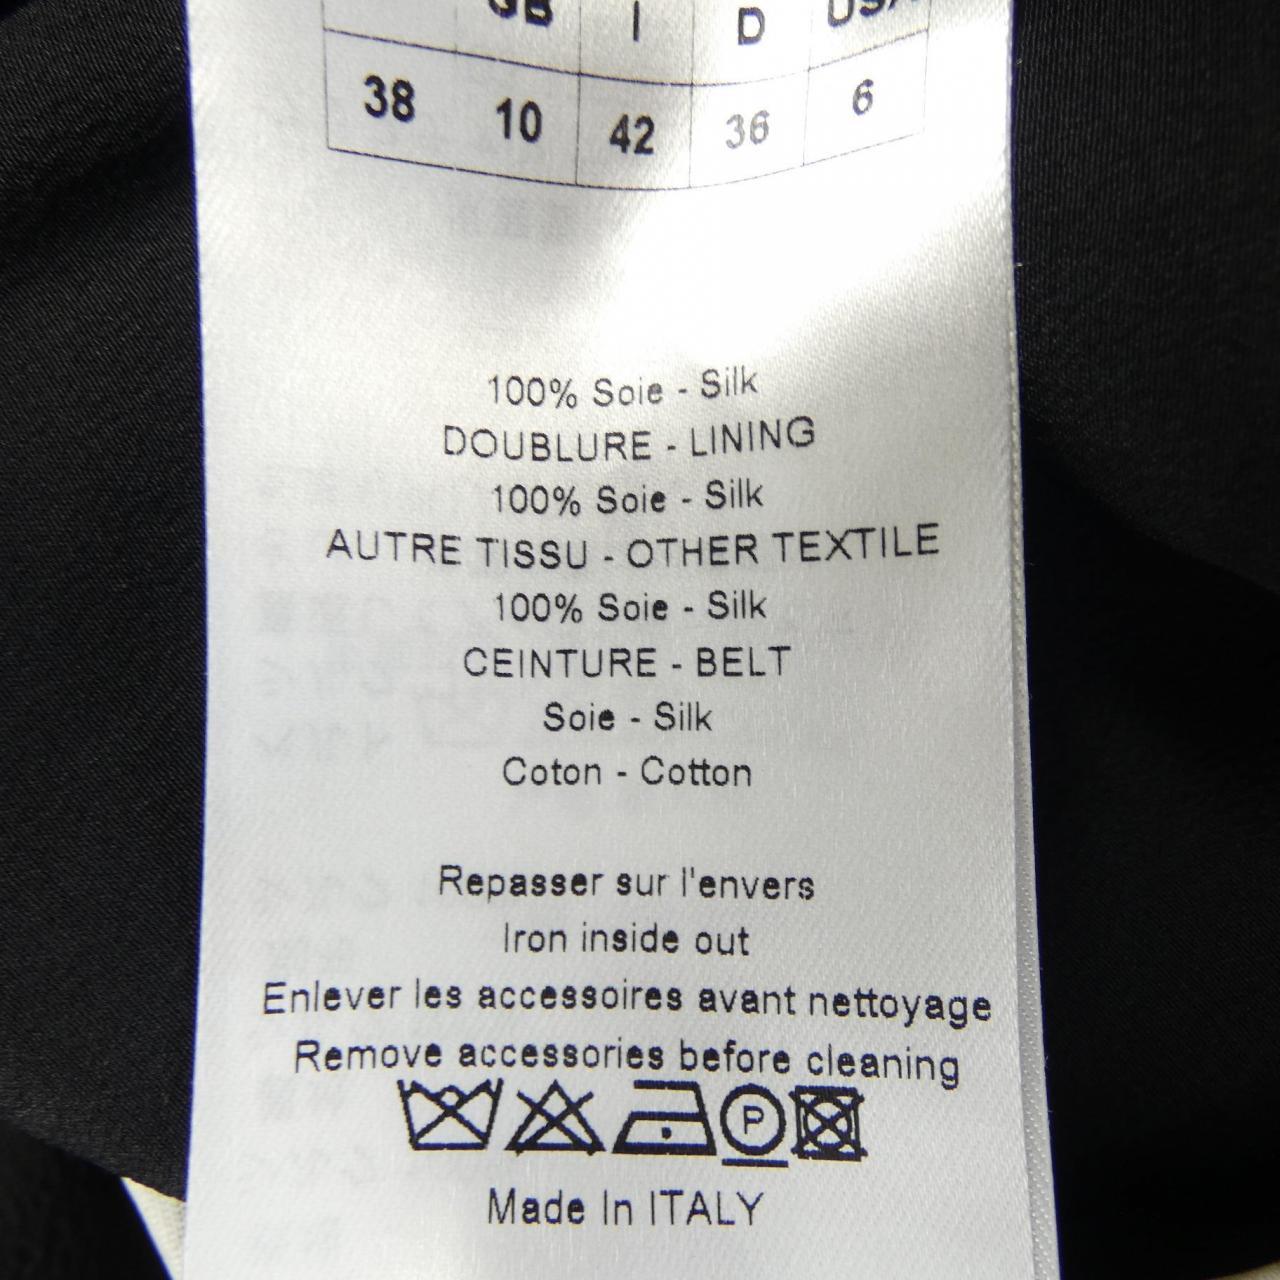 GB I D USA
38 10 42 36 6
100% Soie - Silk
DOUBLURE - LINING
100% Soie - Silk
AUTRE TISSU - OTHER TEXTILE
100% Soie - Silk
CEINTURE - BELT
Soie - Silk
Coton - Cotton
Repasser sur l'envers
Iron inside out
Enlever les accessoires avant nettoyage
Remove accessories before cleaning
P
Made In ITALY